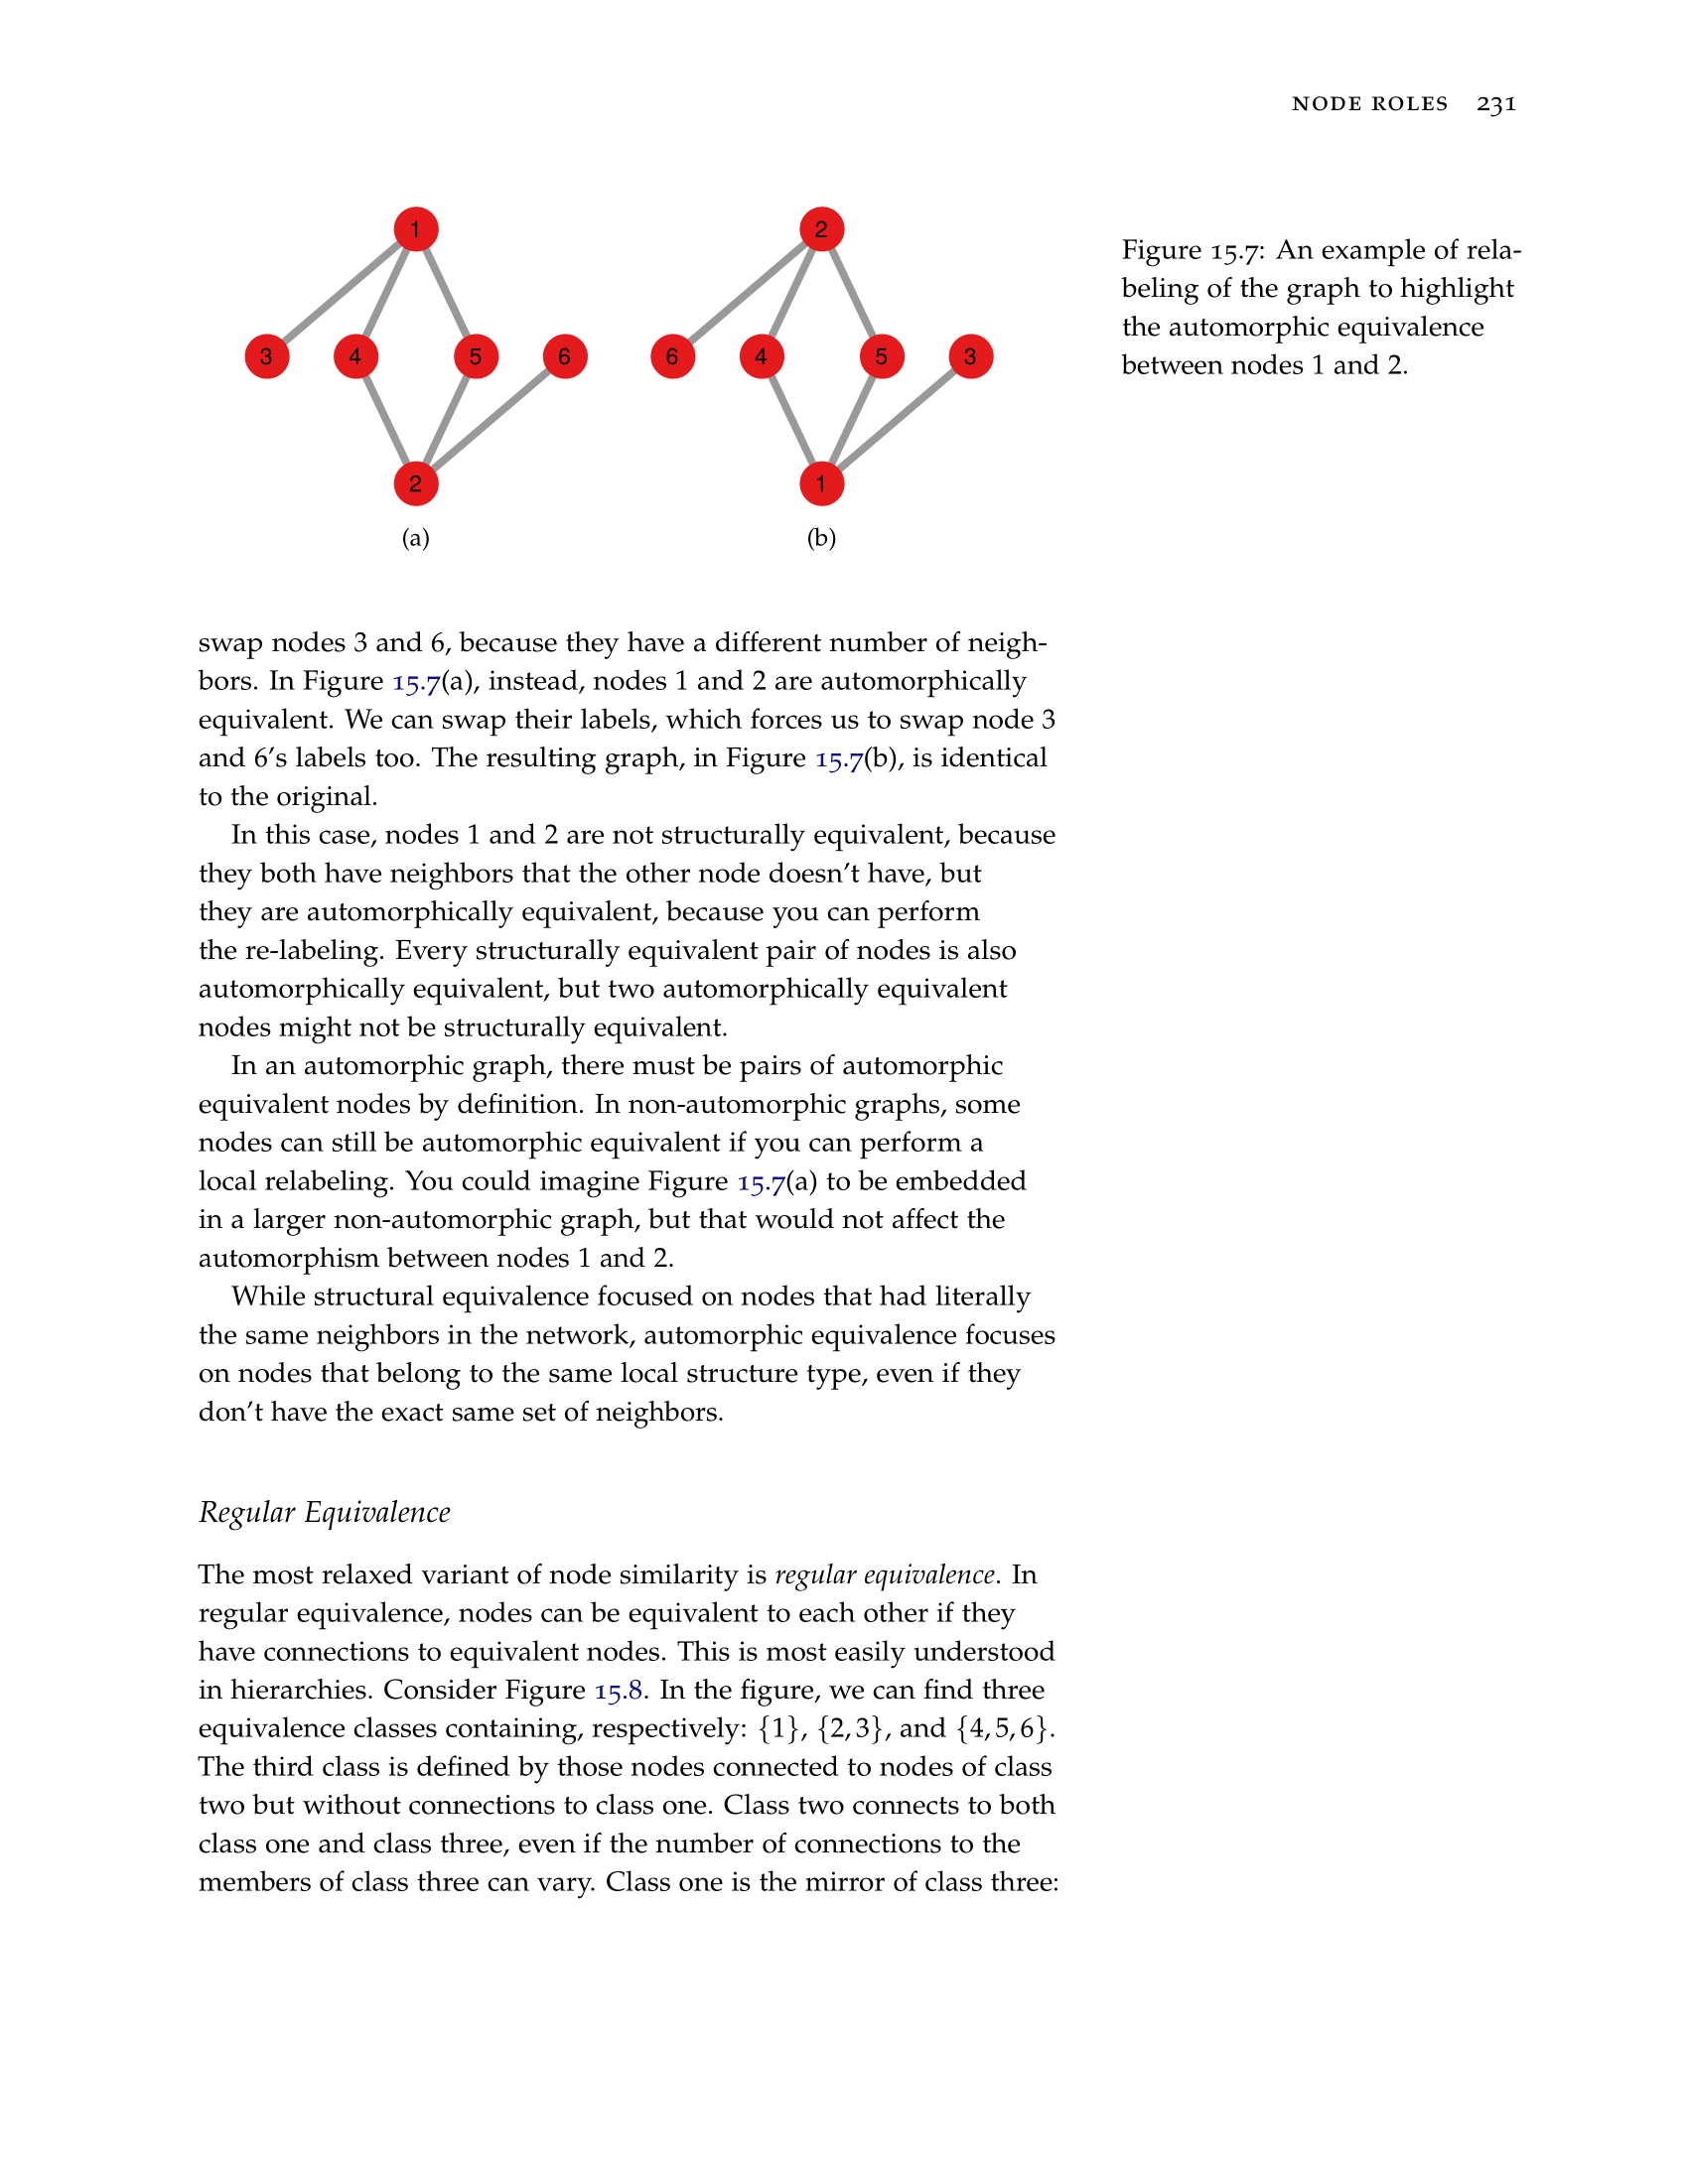 NODE ROLES 231
1
3
4
5
6
2
(a)
2
6
4
5
3
1
(b)
Figure 15.7: An example of rela-
beling of the graph to highlight
the automorphic equivalence
between nodes 1 and 2.
swap nodes 3 and 6, because they have a different number of neigh-
bors. In Figure 15.7(a), instead, nodes 1 and 2 are automorphically
equivalent. We can swap their labels, which forces us to swap node 3
and 6's labels too. The resulting graph, in Figure 15.7(b), is identical
to the original.
In this case, nodes 1 and 2 are not structurally equivalent, because
they both have neighbors that the other node doesn't have, but
they are automorphically equivalent, because you can perform
the re-labeling. Every structurally equivalent pair of nodes is also
automorphically equivalent, but two automorphically equivalent
nodes might not be structurally equivalent.
In an automorphic graph, there must be pairs of automorphic
equivalent nodes by definition. In non-automorphic graphs, some
nodes can still be automorphic equivalent if you can perform a
local relabeling. You could imagine Figure 15.7(a) to be embedded
in a larger non-automorphic graph, but that would not affect the
automorphism between nodes 1 and 2.
While structural equivalence focused on nodes that had literally
the same neighbors in the network, automorphic equivalence focuses
on nodes that belong to the same local structure type, even if they
don't have the exact same set of neighbors.
Regular Equivalence
The most relaxed variant of node similarity is regular equivalence. In
regular equivalence, nodes can be equivalent to each other if they
have connections to equivalent nodes. This is most easily understood
in hierarchies. Consider Figure 15.8. In the figure, we can find three
equivalence classes containing, respectively: {1}, {2, 3}, and {4, 5, 6}.
The third class is defined by those nodes connected to nodes of class
two but without connections to class one. Class two connects to both
class one and class three, even if the number of connections to the
members of class three can vary. Class one is the mirror of class three: